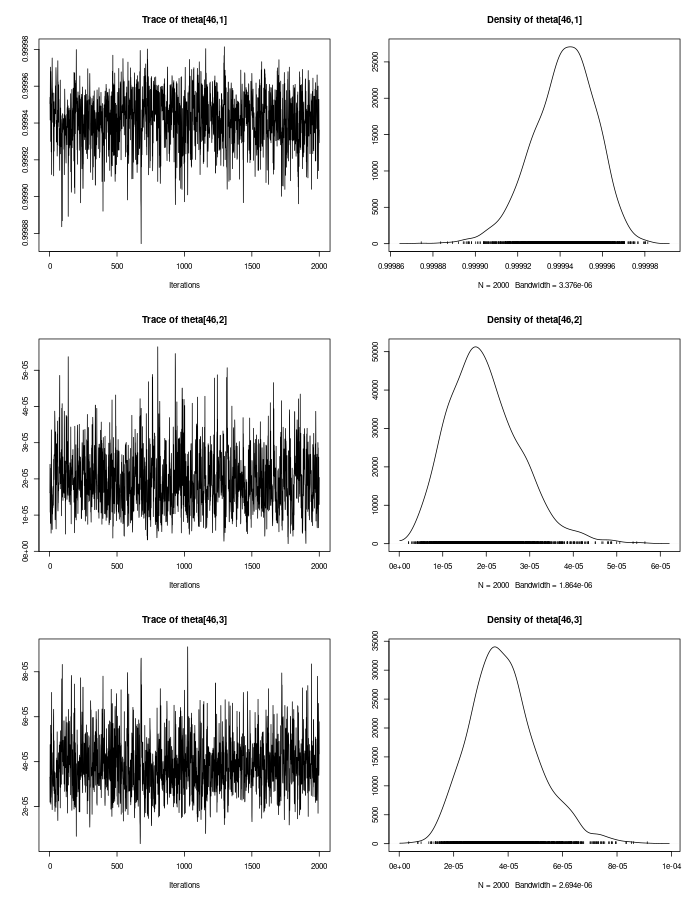 Trace of theta[46,1]
0.99988 0.99990 0.99992 0.99994 0.99996 0.99998
0 500 1000 1500 2000
Iterations
Density of theta[46,1]
0 5000 10000 15000 20000 25000
0.99986 0.99988 0.99990 0.99992 0.99994 0.99996 0.99998
N = 2000 Bandwidth = 3.376e-06
Trace of theta[46,2]
0e+00 1e-05 2e-05 3e-05 4e-05 5e-05
0 500 1000 1500 2000
Iterations
Density of theta[46,2]
0 10000 20000 30000 40000 50000
0e+00 1e-05 2e-05 3e-05 4e-05 5e-05 6e-05
N = 2000 Bandwidth = 1.864e-06
Trace of theta[46,3]
2e-05 4e-05 6e-05 8e-05
0 500 1000 1500 2000
Iterations
Density of theta[46,3]
0 5000 10000 15000 20000 25000 30000 35000
0e+00 2e-05 4e-05 6e-05 8e-05 1e-04
N = 2000 Bandwidth = 2.694e-06